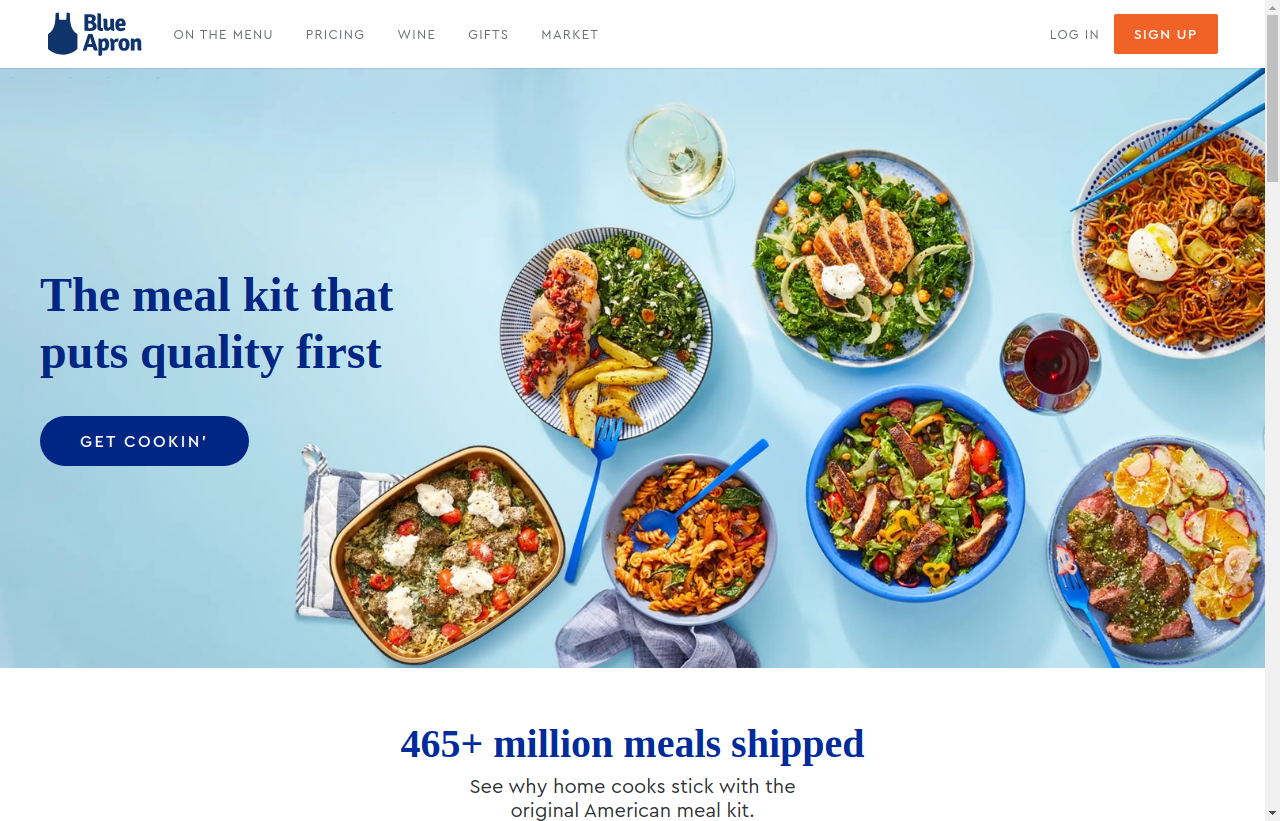 Blue Apron
ON THE MENU
PRICING
WINE
GIFTS
MARKET
LOG IN
SIGN UP
The meal kit that
puts quality first
GET COOKIN'
465+ million meals shipped
See why home cooks stick with the
original American meal kit.